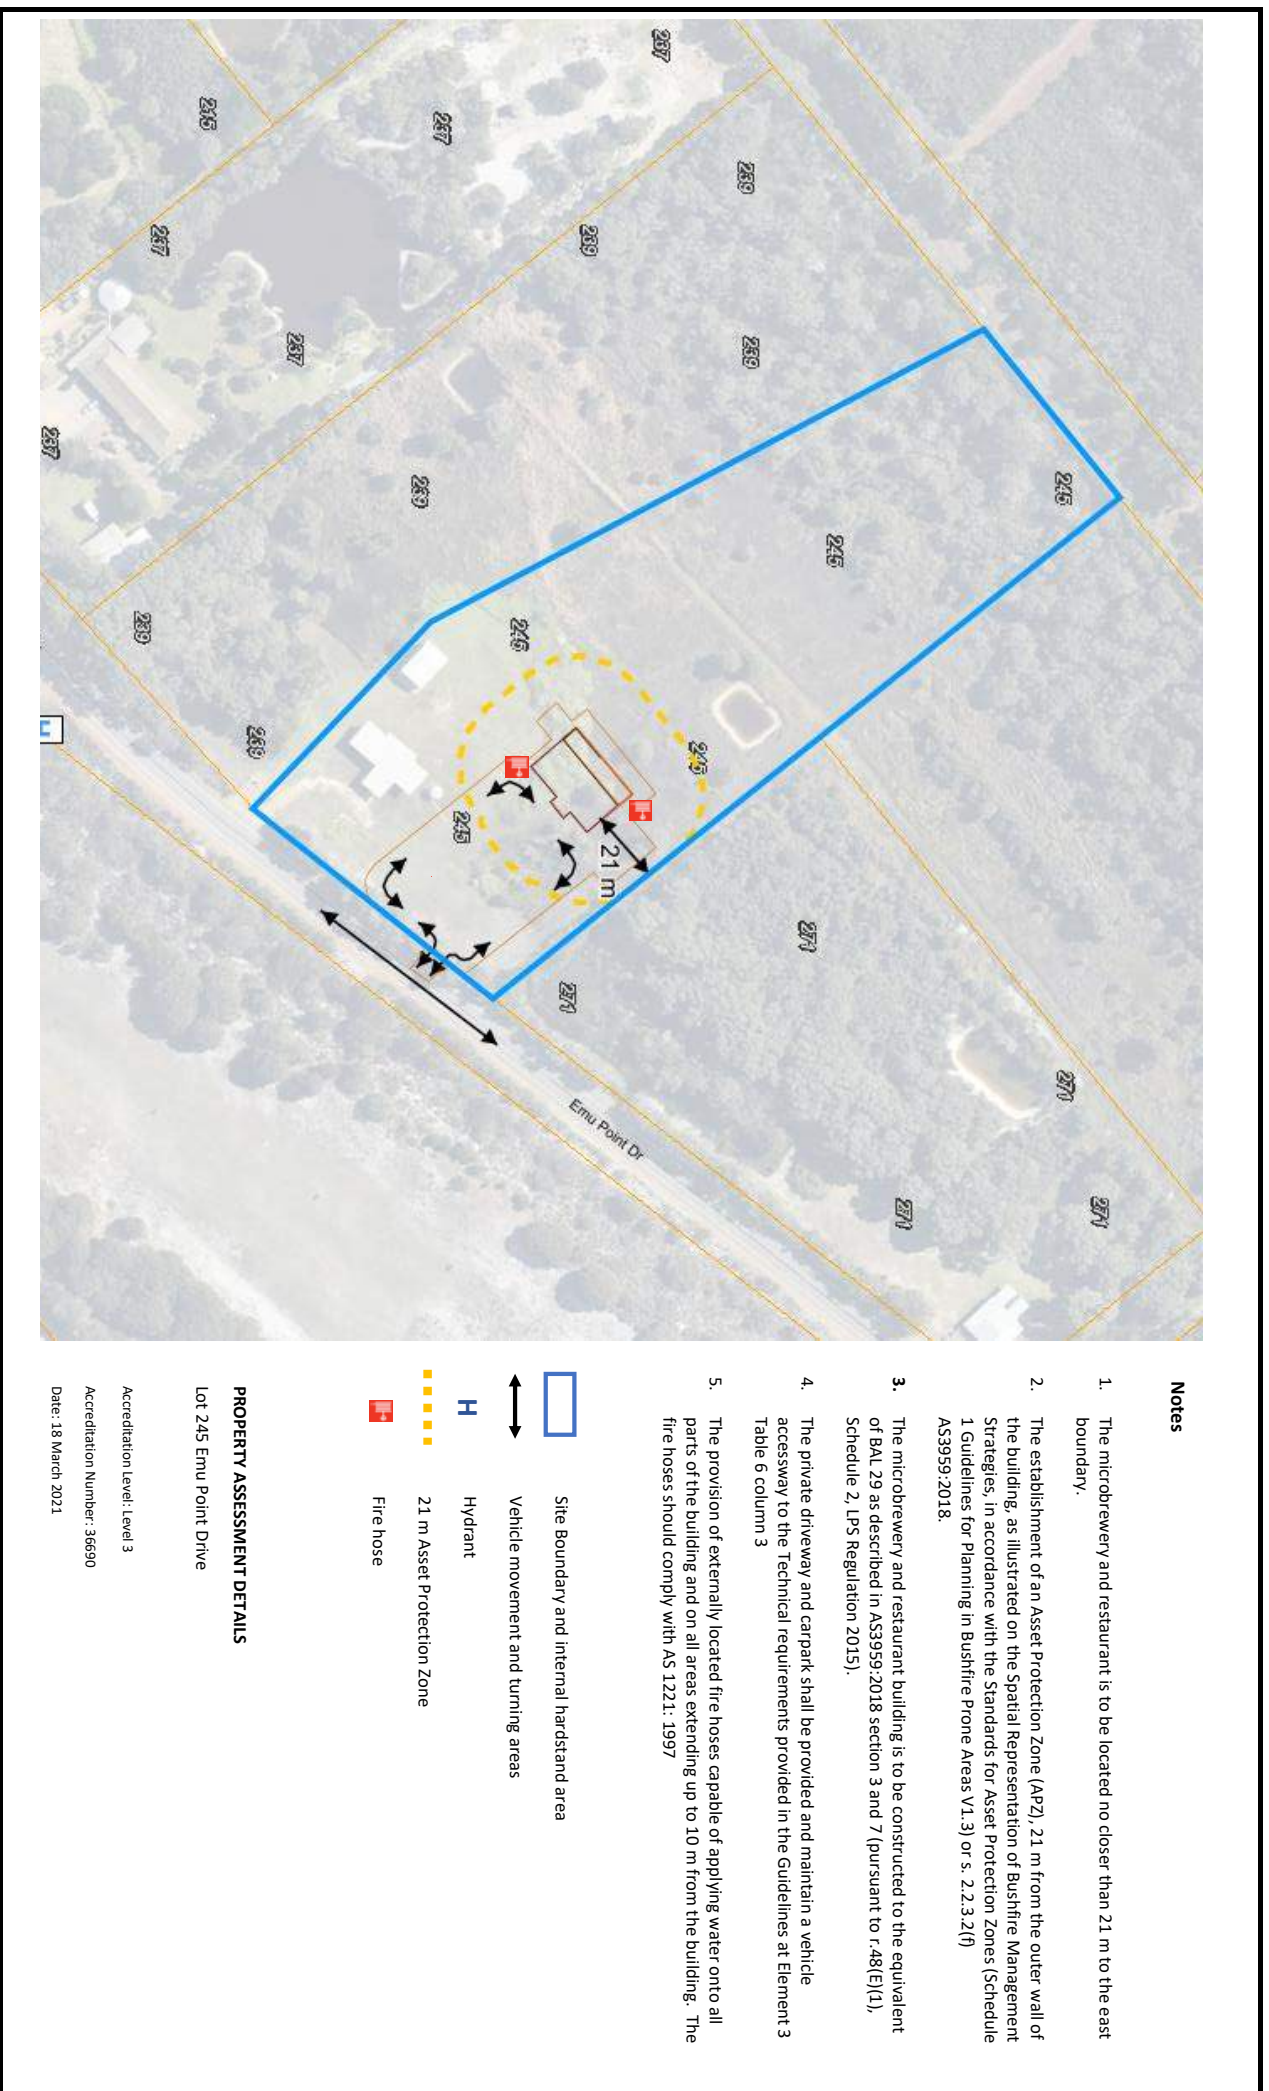 Notes
1. The microbrewery and restaurant is to be located no closer than 21 m to the east
boundary.
2. The establishment of an Asset Protection Zone (APZ), 21 m from the outer wall of
the building, as illustrated on the Spatial Representation of Bushfire Management
Strategies, in accordance with the Standards for Asset Protection Zones (Schedule
1 Guidelines for Planning in Bushfire Prone Areas V1.3) or s. 2.2.3.2(f)
AS3959:2018.
3. The microbrewery and restaurant building is to be constructed to the equivalent
of BAL 29 as described in AS3959:2018 section 3 and 7 (pursuant to r.48(E)(1),
Schedule 2, LPS Regulation 2015).
4. The private driveway and carpark shall be provided and maintain a vehicle
accessway to the Technical requirements provided in the Guidelines at Element 3
Table 6 column 3
5. The provision of externally located fire hoses capable of applying water onto all
parts of the building and on all areas extending up to 10 m from the building. The
fire hoses should comply with AS 1221: 1997
Site Boundary and internal hardstand area
Vehicle movement and turning areas
H Hydrant
21 m Asset Protection Zone
Fire hose
PROPERTY ASSESSMENT DETAILS
Lot 245 Emu Point Drive
Accreditation Level: Level 3
Accreditation Number: 36690
Date: 18 March 2021
245
271
271
239
239
245
271
271
245
237
21 m
Emu Point Dr
239
271
245
237
245
239
237
245
239
237
239
237
H